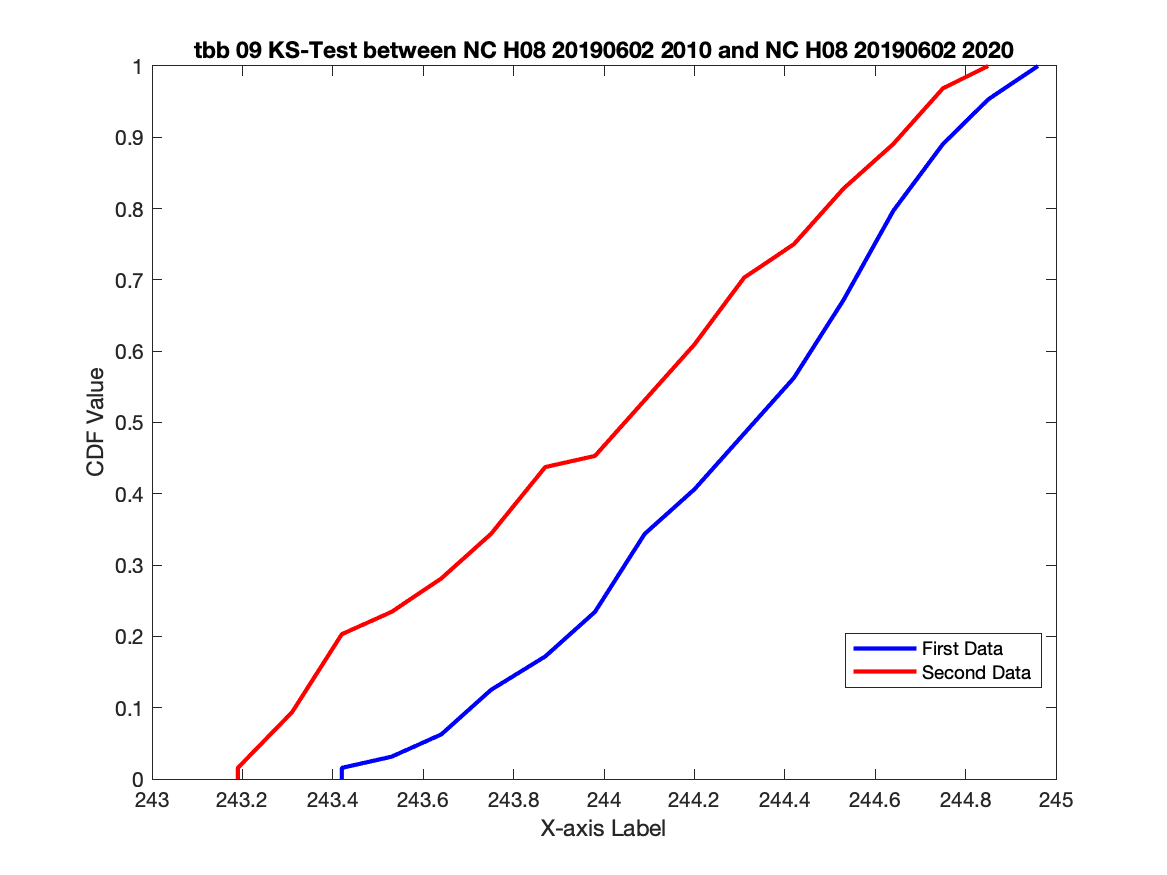 tbb 09 KS-Test between NC H08 20190602 2010 and NC H08 20190602 2020
1
0.9
0.8
0.7
0.6
0.5
0.4
0.3
0.2
0.1
0
CDF Value
First Data
Second Data
243 243.2 243.4 243.6 243.8 244 244.2 244.4 244.6 244.8 245
X-axis Label